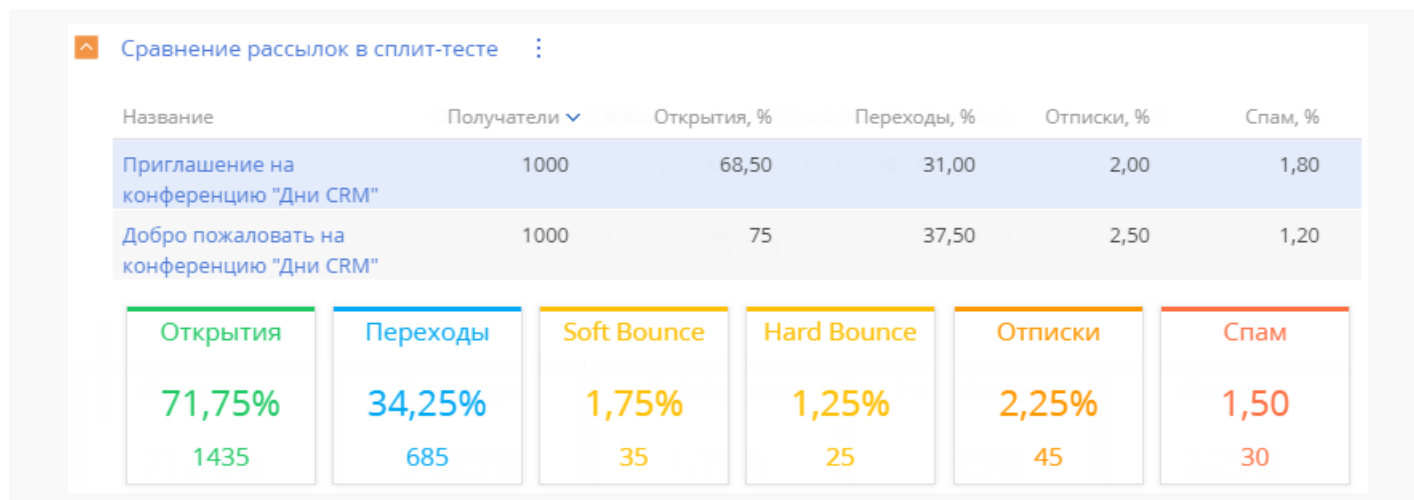 Сравнение рассылок в сплит-тесте
Название Получатели Открытия, % Переходы, % Отписки, % Спам, %
Приглашение на 1000 68,50 31,00 2,00 1,80
конференцию "Дни CRM"
Добро пожаловать на 1000 75 37,50 2,50 1,20
конференцию "Дни CRM"
Открытия Переходы Soft Bounce Hard Bounce Отписки Спам
71,75% 34,25% 1,75% 1,25% 2,25% 1,50
1435 685 35 25 45 30